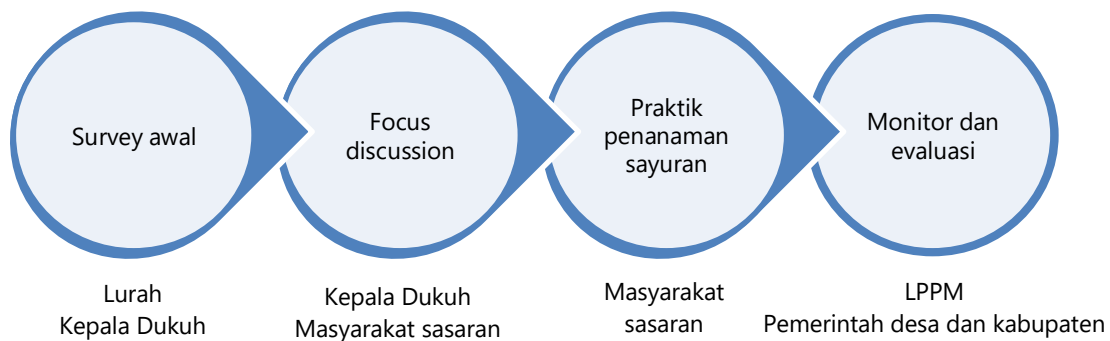 Survey awal
Focus
discussion
Praktik
penanaman
sayuran
Monitor dan
evaluasi
Lurah
Kepala Dukuh
Kepala Dukuh
Masyarakat sasaran
Masyarakat
sasaran
LPPM
Pemerintah desa dan kabupaten